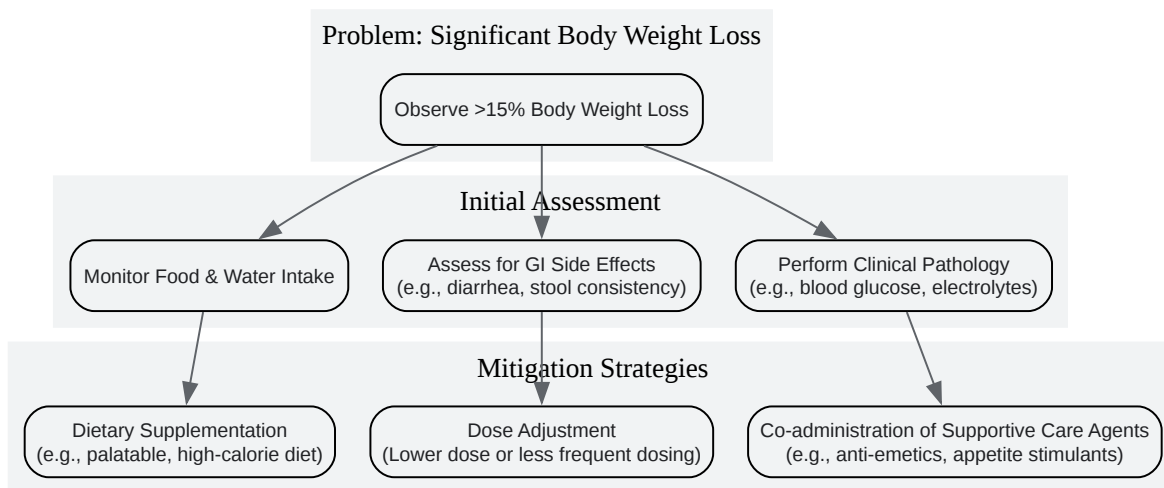 Problem: Significant Body Weight Loss
Observe >15% Body Weight Loss
Initial Assessment
Monitor Food & Water Intake
Assess for GI Side Effects
(e.g., diarrhea, stool consistency)
Perform Clinical Pathology
(e.g., blood glucose, electrolytes)
Mitigation Strategies
Dietary Supplementation
(e.g., palatable, high-calorie diet)
Dose Adjustment
(Lower dose or less frequent dosing)
Co-administration of Supportive Care Agents
(e.g., anti-emetics, appetite stimulants)